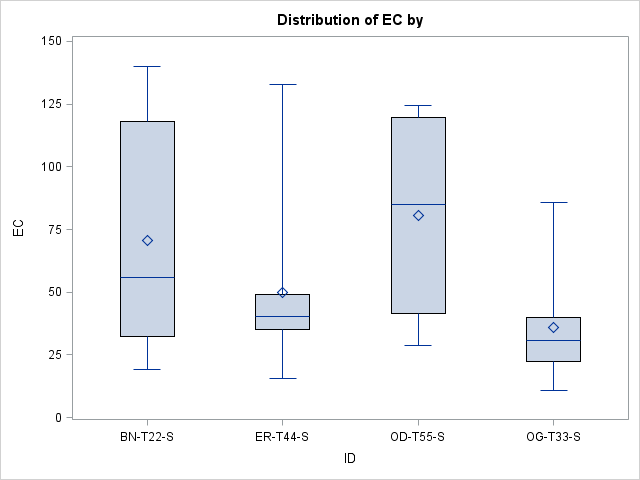 Distribution of EC by
150
125
100
75
50
25
0
EC
BN-T22-S ER-T44-S OD-T55-S OG-T33-S
ID